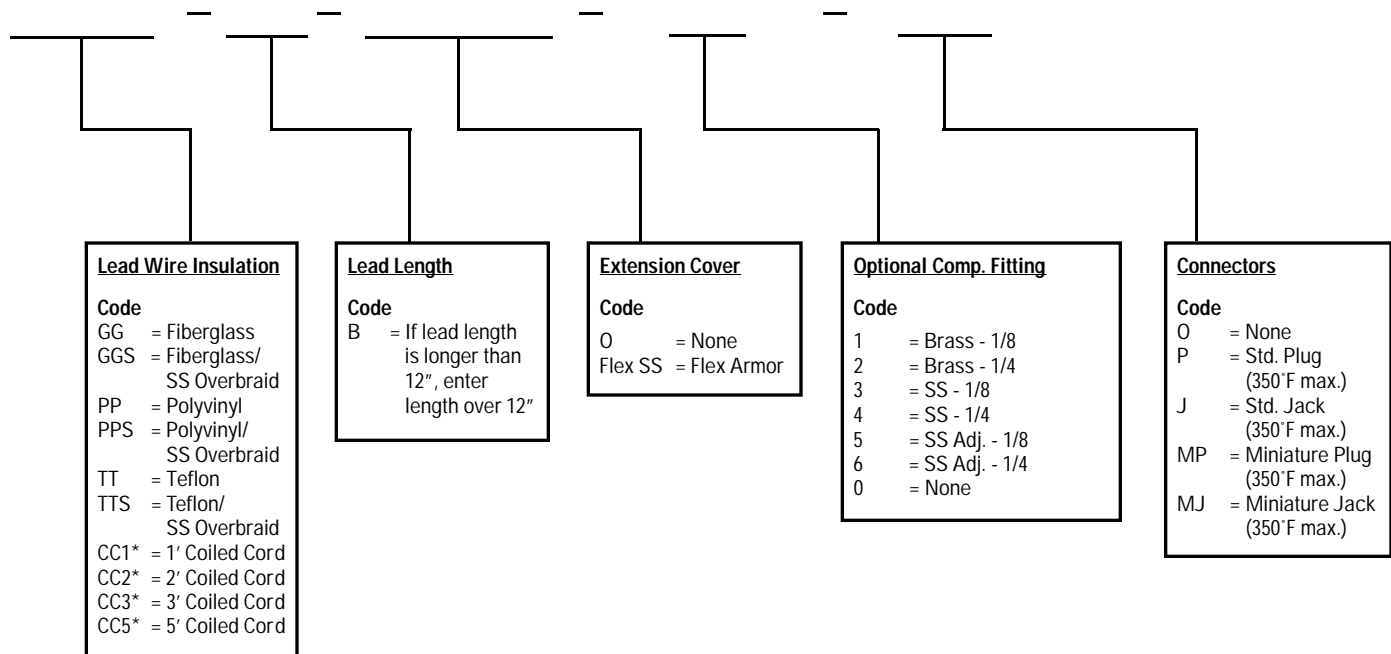 Lead Wire Insulation
Code
GG = Fiberglass
GGS = Fiberglass/
SS Overbraid
PP = Polyvinyl
PPS = Polyvinyl/
SS Overbraid
TT = Teflon
TTS = Teflon/
SS Overbraid
CC1* = 1′ Coiled Cord
CC2* = 2′ Coiled Cord
CC3* = 3′ Coiled Cord
CC5* = 5′ Coiled Cord
Lead Length
Code
B = If lead length
is longer than
12″, enter
length over 12″
Extension Cover
Code
O = None
Flex SS = Flex Armor
Optional Comp. Fitting
Code
1 = Brass - 1/8
2 = Brass - 1/4
3 = SS - 1/8
4 = SS - 1/4
5 = SS Adj. - 1/8
6 = SS Adj. - 1/4
0 = None
Connectors
Code
O = None
P = Std. Plug
(350˚F max.)
J = Std. Jack
(350˚F max.)
MP = Miniature Plug
(350˚F max.)
MJ = Miniature Jack
(350˚F max.)